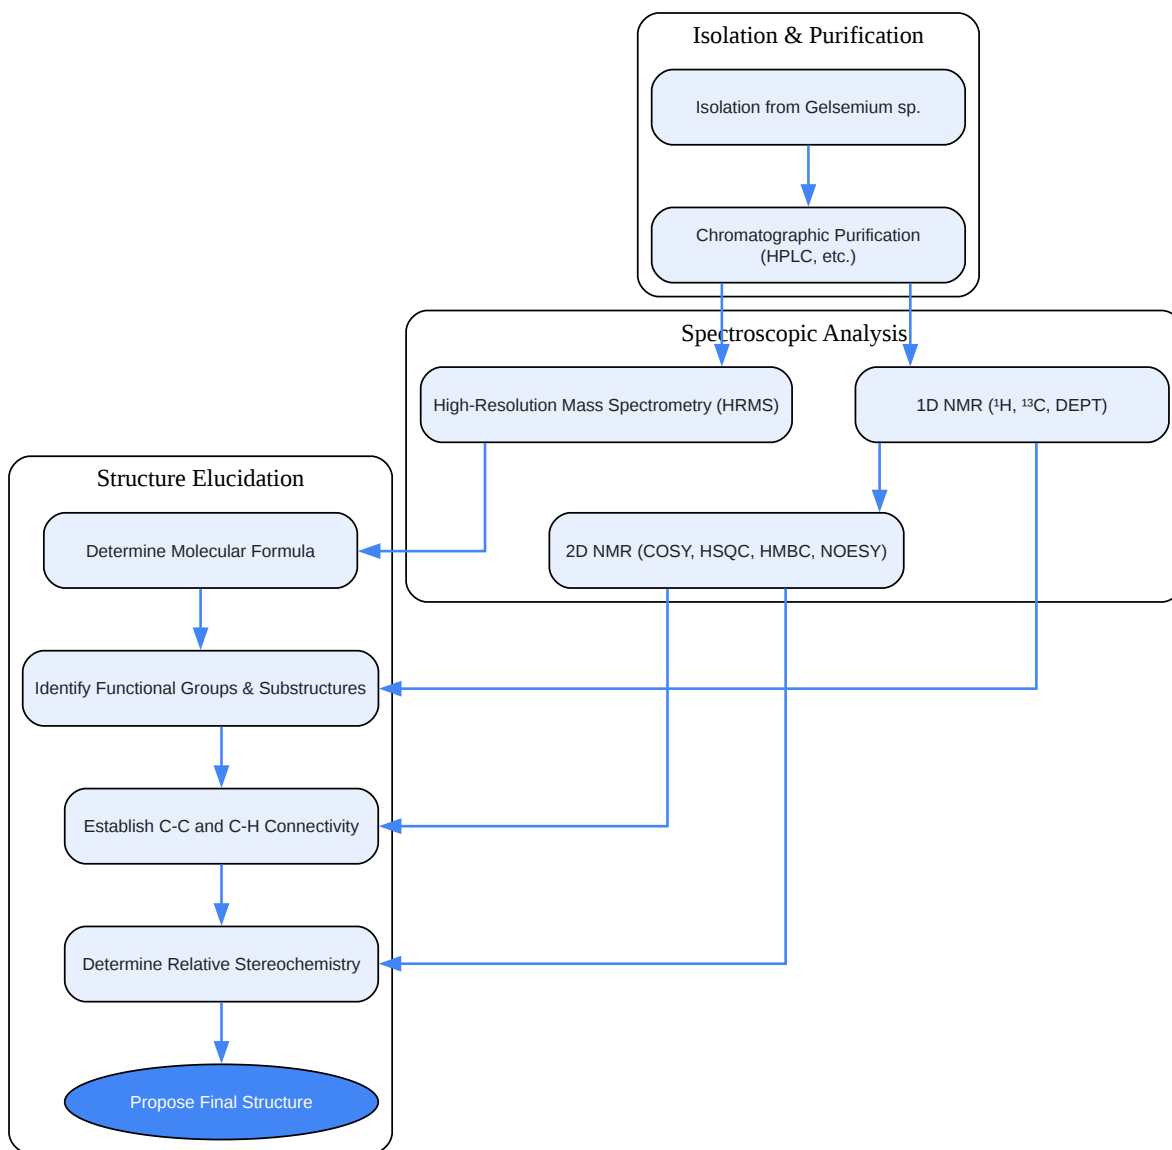 Isolation & Purification
Isolation from Gelsemium sp.
Chromatographic Purification
(HPLC, etc.)
Spectroscopic Analysis
High-Resolution Mass Spectrometry (HRMS)
1D NMR (¹H, ¹³C, DEPT)
2D NMR (COSY, HSQC, HMBC, NOESY)
Structure Elucidation
Determine Molecular Formula
Identify Functional Groups & Substructures
Establish C-C and C-H Connectivity
Determine Relative Stereochemistry
Propose Final Structure